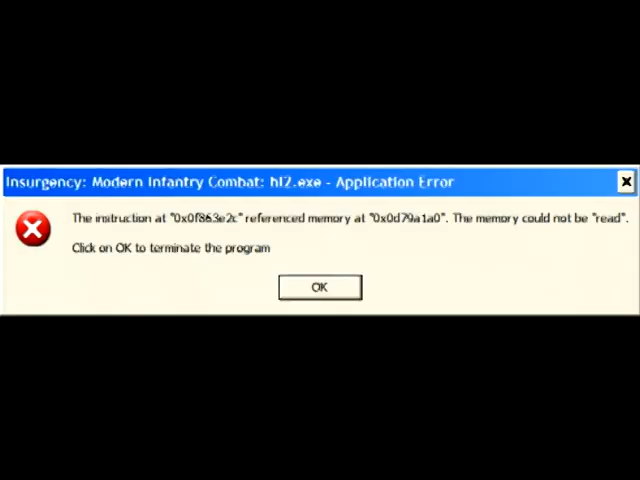 Insurgency: Modern Infantry Combat: hl2.exe - Application Error
The instruction at "0x0f863e2c" referenced memory at "0x0d79a1a0". The memory could not be "read".
Click on OK to terminate the program
OK